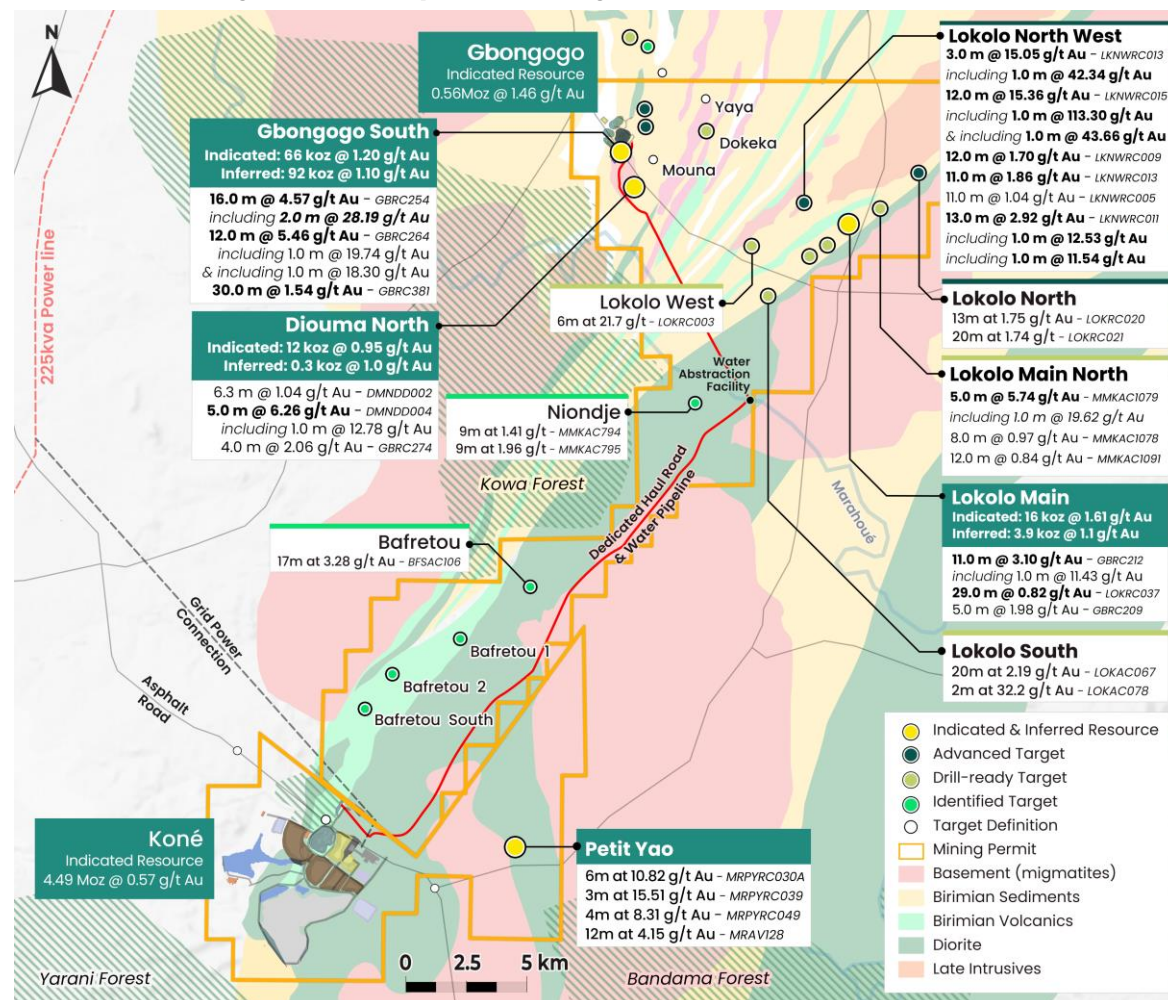 N
225kva Power line
Gbongogo
Indicated Resource
0.56Moz @ 1.46 g/t Au
Gbongogo South
Indicated: 66 koz @ 1.20 g/t Au
Inferred: 92 koz @ 1.10 g/t Au
16.0 m @ 4.57 g/t Au - GBRC254
including 2.0 m @ 28.19 g/t Au
12.0 m @ 5.46 g/t Au - GBRC264
including 1.0 m @ 19.74 g/t Au
& including 1.0 m @ 18.30 g/t Au
30.0 m @ 1.54 g/t Au - GBRC381
Diouma North
Indicated: 12 koz @ 0.95 g/t Au
Inferred: 0.3 koz @ 1.0 g/t Au
6.3 m @ 1.04 g/t Au - DMNDD002
5.0 m @ 6.26 g/t Au - DMNDD004
including 1.0 m @ 12.78 g/t Au
4.0 m @ 2.06 g/t Au - GBRC274
Yaya
Dokeka
Mouna
Lokolo West
6m at 21.7 g/t - LOKRC003
Water
Abstraction
Facility
Niondje
9m at 1.41 g/t - MMKAC794
9m at 1.96 g/t - MMKAC795
Kowa Forest
Dedicated Haul Road
& Water Pipeline
Marahoué
Bafretou
17m at 3.28 g/t Au - BFSAC106
Bafretou 1
Bafretou 2
Bafretou South
Grid Power
Connection
Asphalt
Road
Koné
Indicated Resource
4.49 Moz @ 0.57 g/t Au
Petit Yao
6m at 10.82 g/t Au - MRPYRC030A
3m at 15.51 g/t Au - MRPYRC039
4m at 8.31 g/t Au - MRPYRC049
12m at 4.15 g/t Au - MRAV128
0 2.5 5 km
Yarani Forest
Bandama Forest
Lokolo North West
3.0 m @ 15.05 g/t Au - LKNWRC013
including 1.0 m @ 42.34 g/t Au
12.0 m @ 15.36 g/t Au - LKNWRC015
including 1.0 m @ 113.30 g/t Au
& including 1.0 m @ 43.66 g/t Au
12.0 m @ 1.70 g/t Au - LKNWRC009
11.0 m @ 1.86 g/t Au - LKNWRC013
11.0 m @ 1.04 g/t Au - LKNWRC005
13.0 m @ 2.92 g/t Au - LKNWRC011
including 1.0 m @ 12.53 g/t Au
including 1.0 m @ 11.54 g/t Au
Lokolo North
13m at 1.75 g/t Au - LOKRC020
20m at 1.74 g/t Au - LOKRC021
Lokolo Main North
5.0 m @ 5.74 g/t Au - MMKAC1079
including 1.0 m @ 19.62 g/t Au
8.0 m @ 0.97 g/t Au - MMKAC1078
12.0 m @ 0.84 g/t Au - MMKAC1091
Lokolo Main
Indicated: 16 koz @ 1.61 g/t Au
Inferred: 3.9 koz @ 1.1 g/t Au
11.0 m @ 3.10 g/t Au - GBRC212
including 1.0 m @ 11.43 g/t Au
29.0 m @ 0.82 g/t Au - LOKRC037
5.0 m @ 1.98 g/t Au - GBRC209
Lokolo South
20m at 2.19 g/t Au - LOKAC067
2m at 32.2 g/t Au - LOKAC078
Indicated & Inferred Resource
Advanced Target
Drill-ready Target
Identified Target
Target Definition
Mining Permit
Basement (migmatites)
Birimian Sediments
Birimian Volcanics
Diorite
Late Intrusives